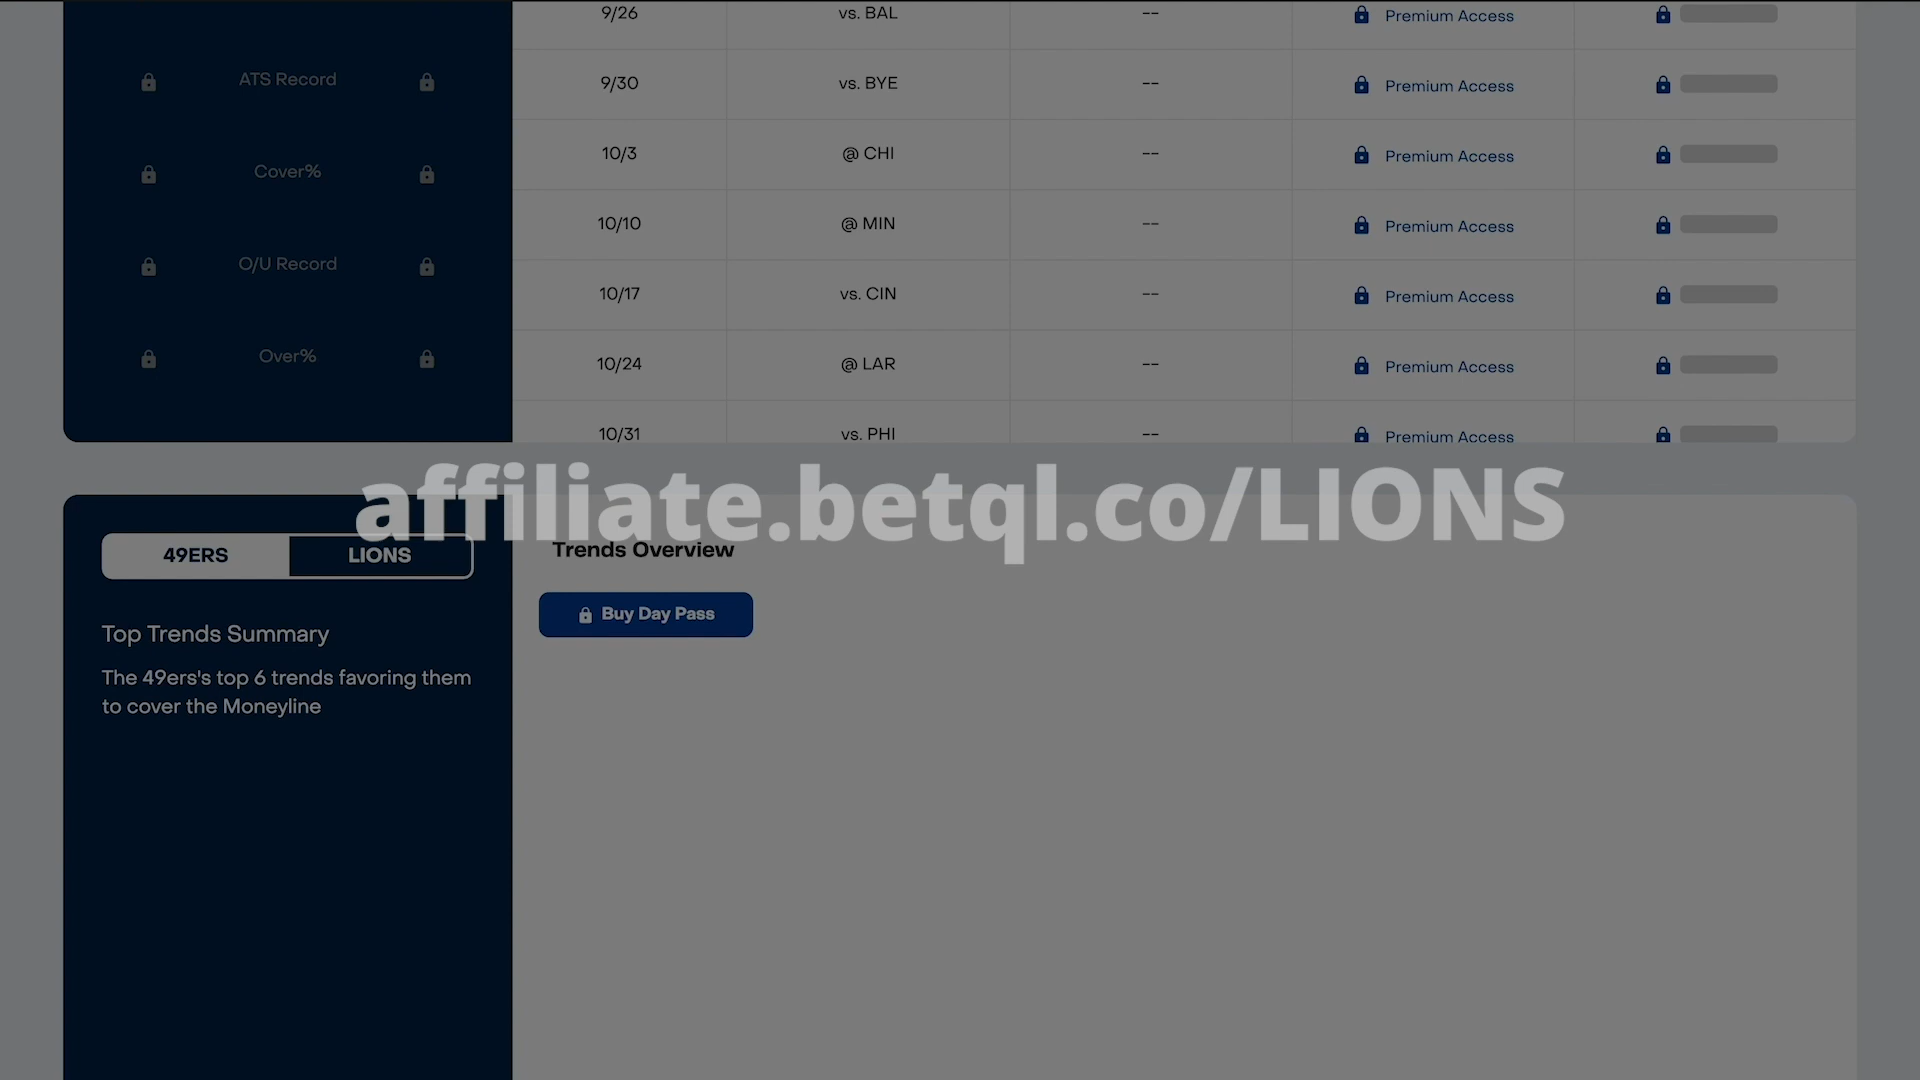 9/26 vs. BAL -- Premium Access
ATS Record
9/30 vs. BYE -- Premium Access
10/3 @ CHI -- Premium Access
Cover%
10/10 @ MIN -- Premium Access
O/U Record
10/17 vs. CIN -- Premium Access
Over%
10/24 @ LAR -- Premium Access
10/31 vs. PHI -- Premium Access
affiliate.betql.co/LIONS
49ERS LIONS
Top Trends Summary
The 49ers's top 6 trends favoring them
to cover the Moneyline
Trends Overview
Buy Day Pass